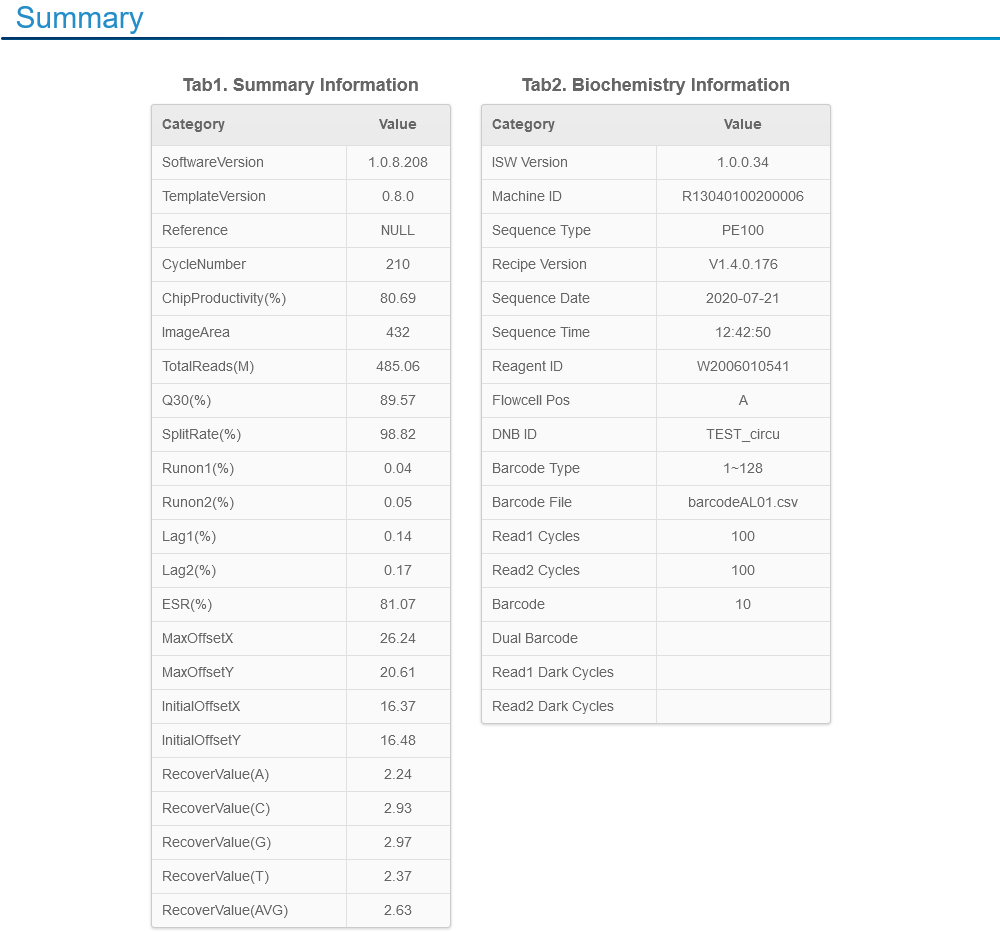 Summary
Tab1. Summary Information
Category Value
SoftwareVersion 1.0.8.208
TemplateVersion 0.8.0
Reference NULL
CycleNumber 210
ChipProductivity(%) 80.69
ImageArea 432
TotalReads(M) 485.06
Q30(%) 89.57
SplitRate(%) 98.82
Runon1(%) 0.04
Runon2(%) 0.05
Lag1(%) 0.14
Lag2(%) 0.17
ESR(%) 81.07
MaxOffsetX 26.24
MaxOffsetY 20.61
InitialOffsetX 16.37
InitialOffsetY 16.48
RecoverValue(A) 2.24
RecoverValue(C) 2.93
RecoverValue(G) 2.97
RecoverValue(T) 2.37
RecoverValue(AVG) 2.63
Tab2. Biochemistry Information
Category Value
ISW Version 1.0.0.34
Machine ID R13040100200006
Sequence Type PE100
Recipe Version V1.4.0.176
Sequence Date 2020-07-21
Sequence Time 12:42:50
Reagent ID W2006010541
Flowcell Pos A
DNB ID TEST_circu
Barcode Type 1~128
Barcode File barcodeAL01.csv
Read1 Cycles 100
Read2 Cycles 100
Barcode 10
Dual Barcode
Read1 Dark Cycles
Read2 Dark Cycles